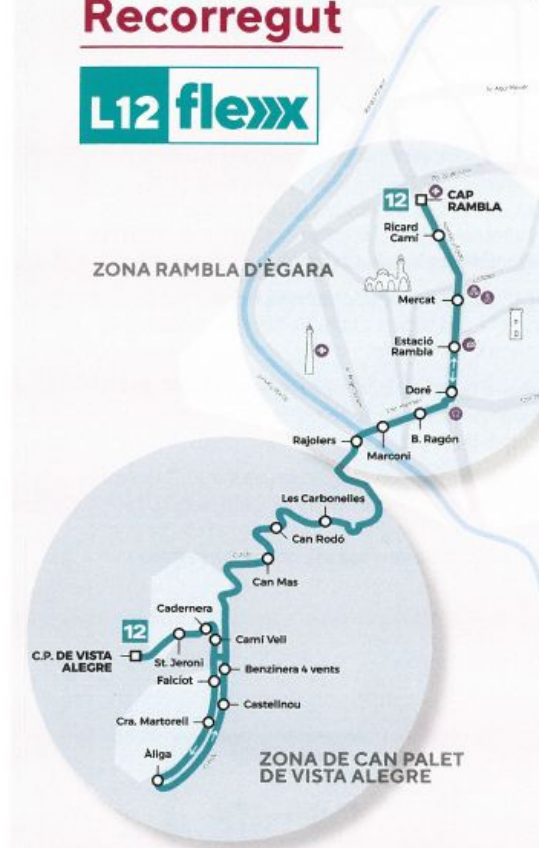 Recorregut
L12 flexx
12
CAP
RAMBLA
Ricard
Camí
ZONA RAMBLA D'ÈGARA
Mercat
Estació
Rambla
Doré
B. Ragón
Marconi
Rajolers
Les Carbonelles
Can Rodó
Can Mas
Cadernera
12
C.P. DE VISTA
ALEGRE
St. Jeroni
Camí Vell
Falciot
Benzinera 4 vents
Castellnou
Cra. Martorell
Àliga
ZONA DE CAN PALET
DE VISTA ALEGRE